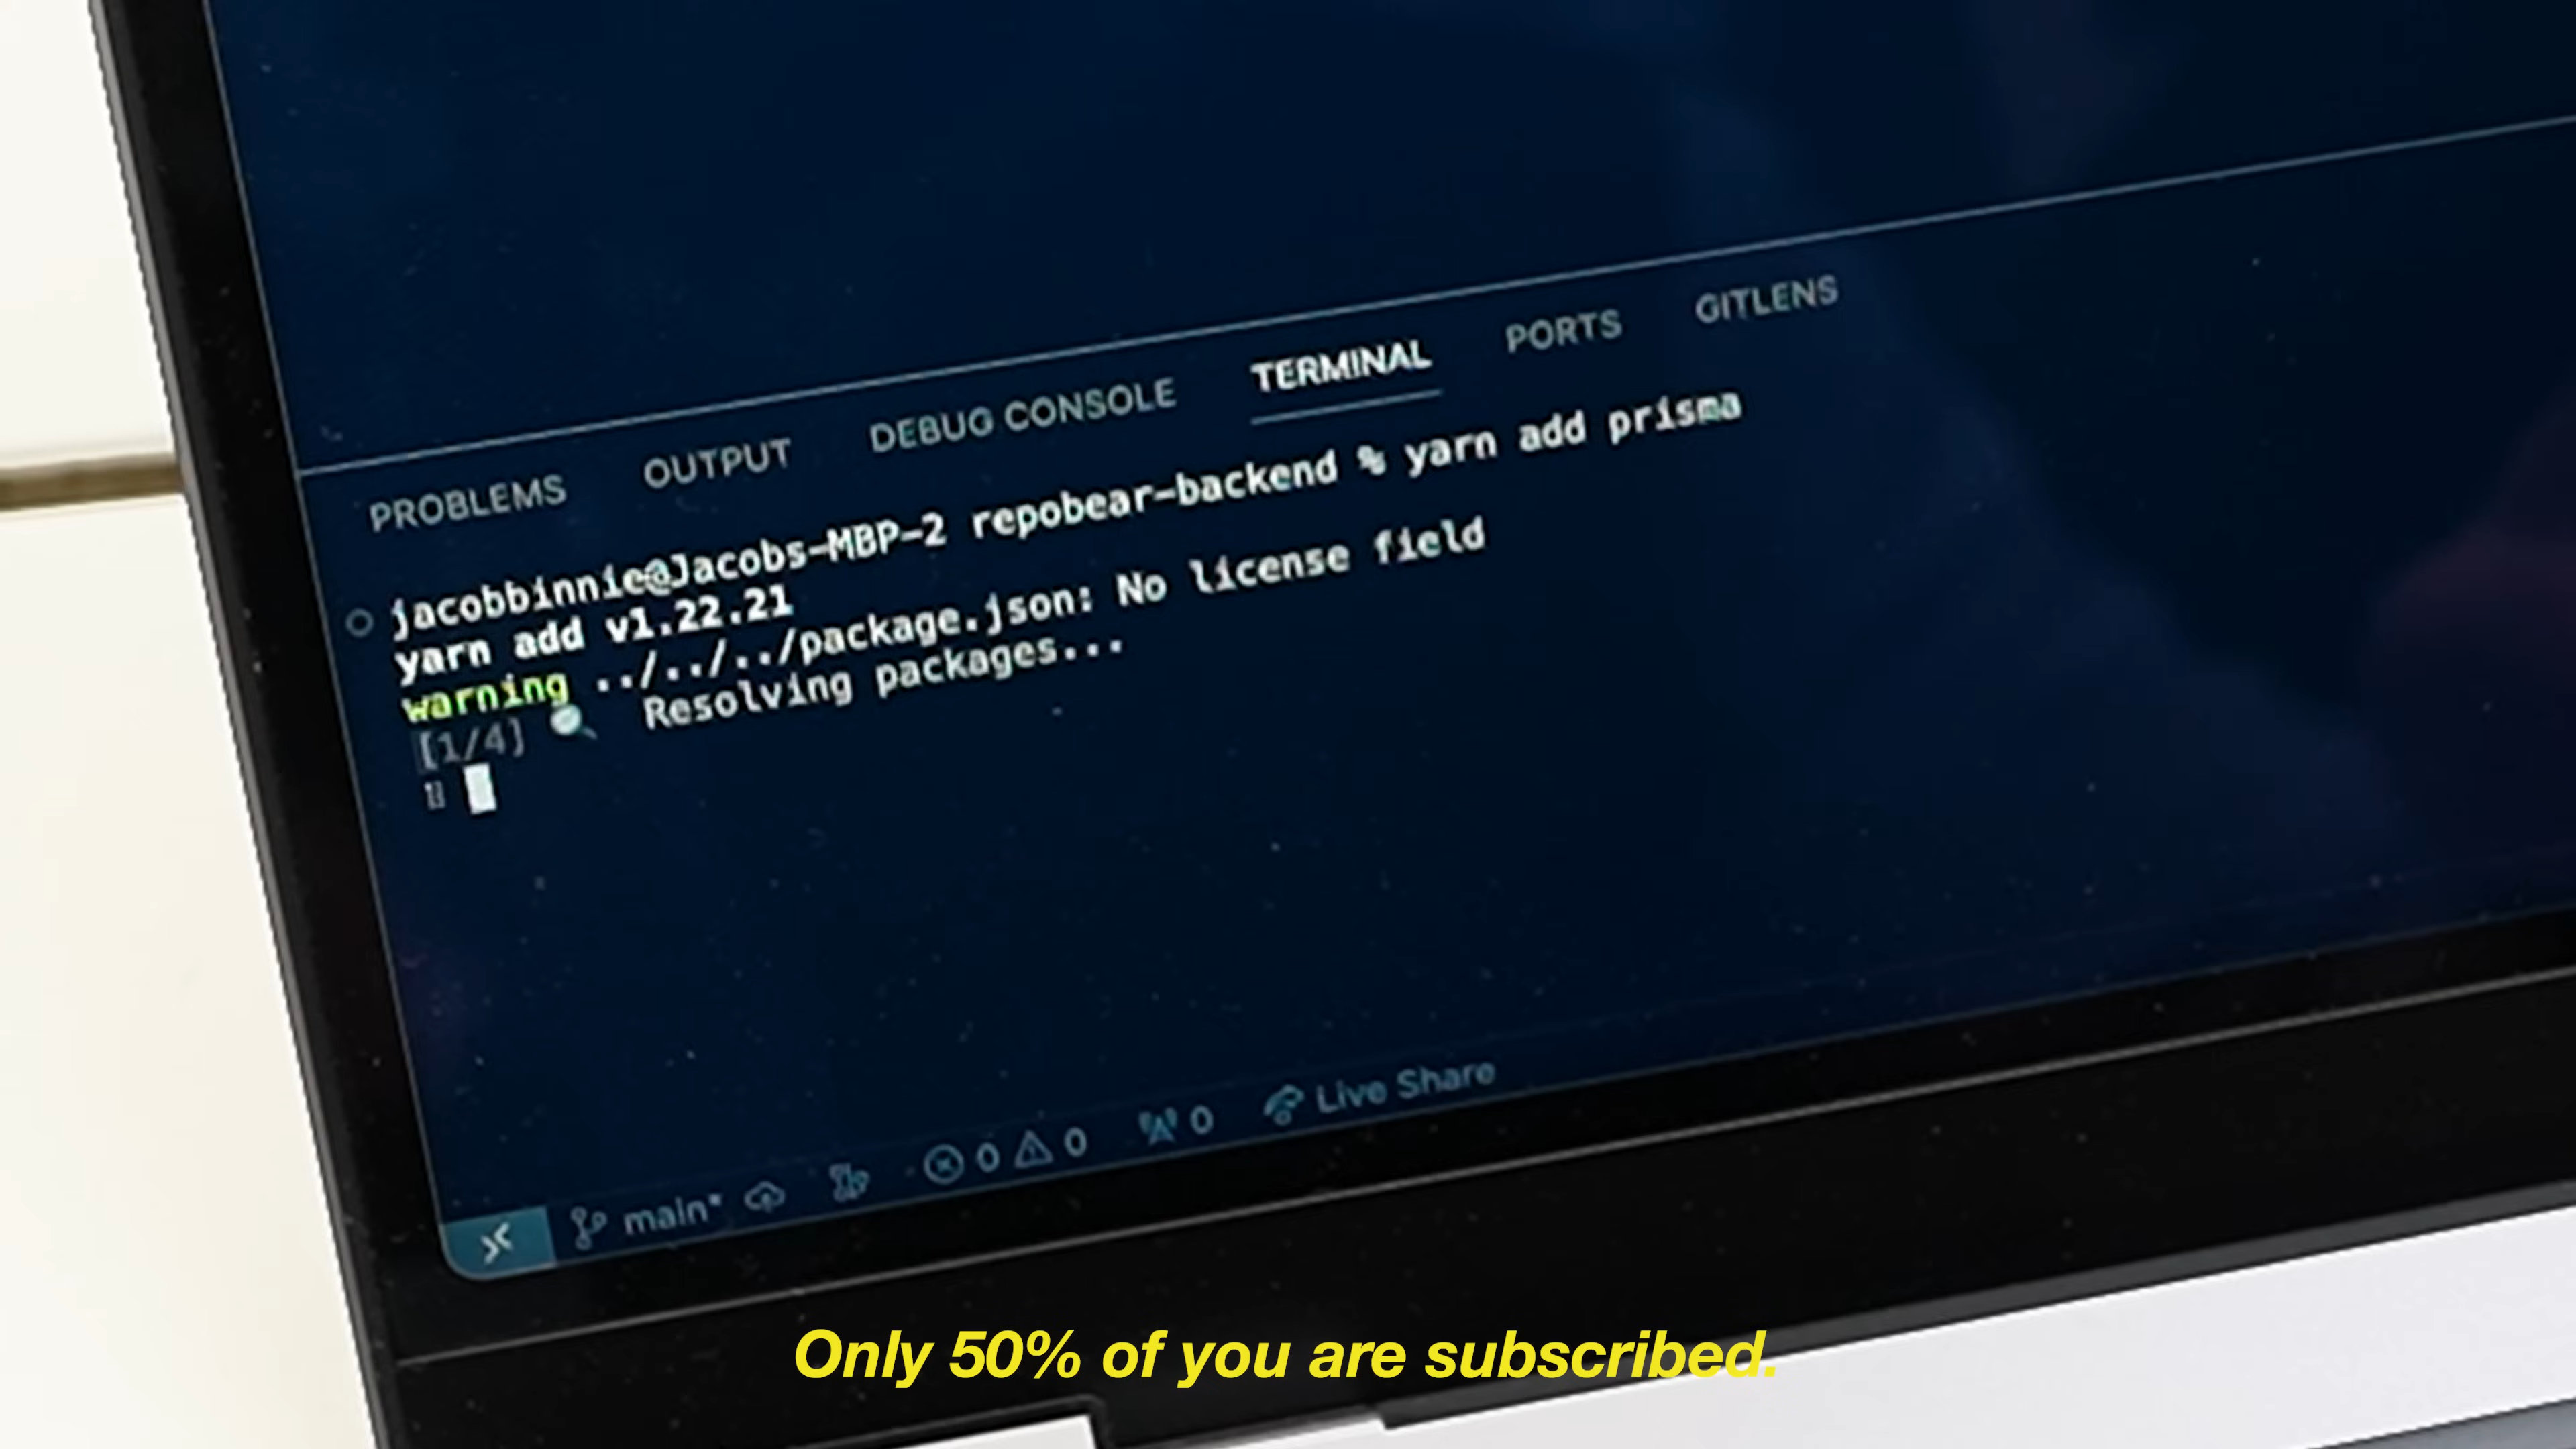 PROBLEMS OUTPUT DEBUG CONSOLE TERMINAL PORTS GITLENS
jacobbinnie@Jacobs-MBP-2 repobear-backend % yarn add prisma
yarn add v1.22.21
warning ../../../package.json: No license field
[1/4] 🔍 Resolving packages...
main* 0 0 0 Live Share
Only 50% of you are subscribed.